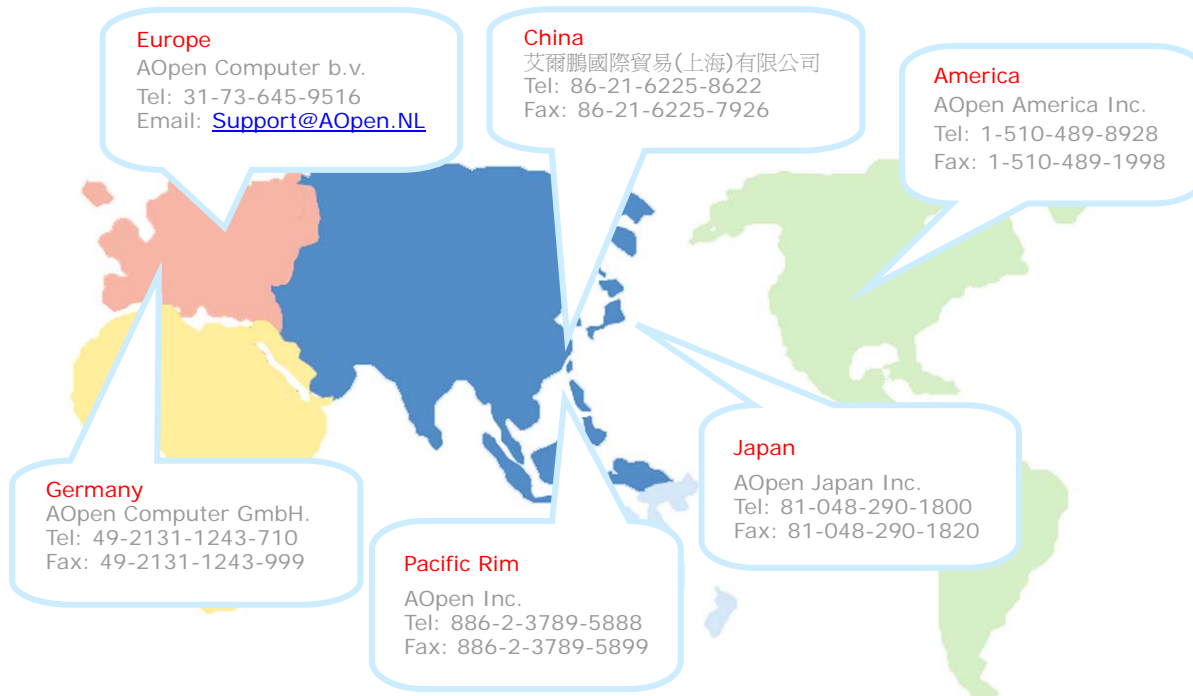 Europe
AOpen Computer b.v.
Tel: 31-73-645-9516
Email: Support@AOpen.NL
China
艾爾鵬國際貿易(上海)有限公司
Tel: 86-21-6225-8622
Fax: 86-21-6225-7926
America
AOpen America Inc.
Tel: 1-510-489-8928
Fax: 1-510-489-1998
Germany
AOpen Computer GmbH.
Tel: 49-2131-1243-710
Fax: 49-2131-1243-999
Pacific Rim
AOpen Inc.
Tel: 886-2-3789-5888
Fax: 886-2-3789-5899
Japan
AOpen Japan Inc.
Tel: 81-048-290-1800
Fax: 81-048-290-1820